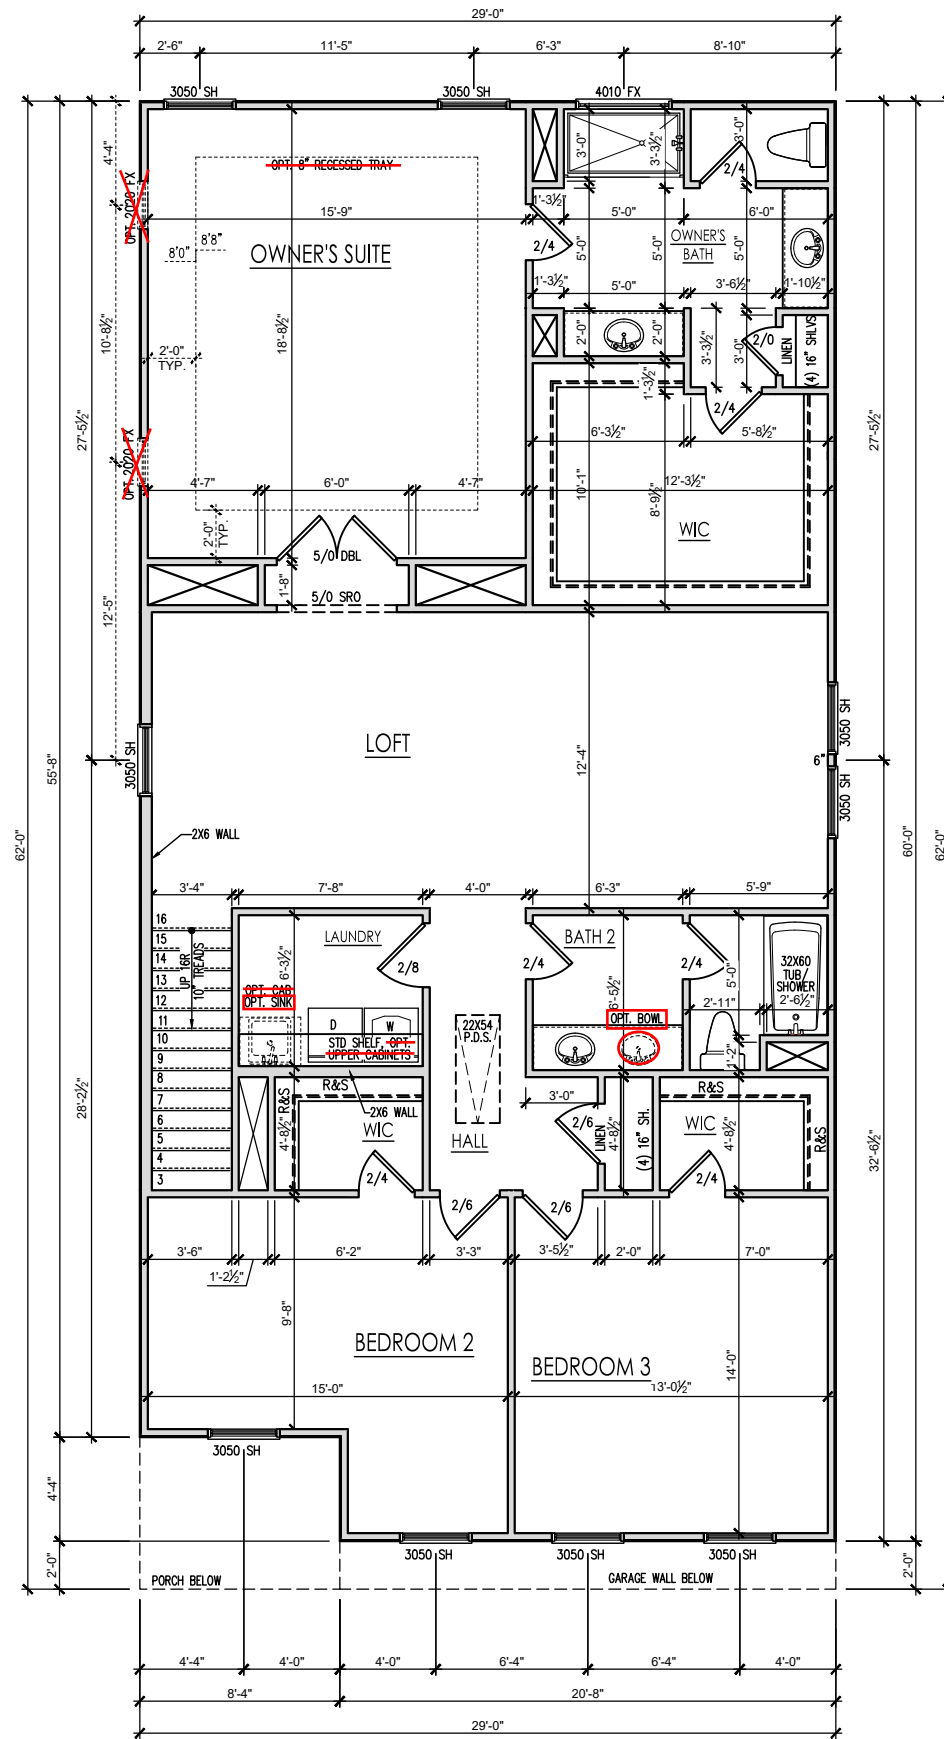 29'-0"
2'-6"
11'-5"
6'-3"
8'-10"
3050 SH
3050 SH
4010 FX
4'-4"
OPT. 2020 FX
OPT. 8" RECESSED TRAY
3'-0"
3'-3½"
3'-0"
2/4
15'-9"
1'-3½"
5'-0"
6'-0"
8'8"
8'0"
OWNER'S SUITE
2/4
5'-0"
5'-0"
OWNER'S
BATH
5'-0"
1'-3½"
5'-0"
3'-6½"
1'-10½"
10'-8½"
18'-8½"
2'-0"
TYP.
2'-0"
2'-0"
3'-3½"
3'-0"
2/0
LINEN
(4) 16" SHLVS
1'-3½"
2/4
27'-5½"
27'-5½"
OPT. 2020 FX
6'-3½"
5'-8½"
4'-7"
6'-0"
4'-7"
10'-1"
8'-9½"
12'-3½"
WIC
2'-0"
TYP.
5/0 DBL
1'-8"
5/0 SRO
12'-5"
LOFT
12'-4"
3050 SH
3050 SH
6"
3050 SH
55'-8"
62'-0"
60'-0"
62'-0"
2X6 WALL
3'-4"
7'-8"
4'-0"
6'-3"
5'-9"
16
15
14
13
12
11
10
9
8
7
6
5
4
3
UP 16R
10" TREADS
LAUNDRY
6'-3½"
2/8
OPT. CAB
OPT. SINK
D
W
STD SHELF, OPT.
UPPER CABINETS
BATH 2
2/4
2/4
6'-5½"
OPT. BOWL
5'-0"
32X60
TUB/
SHOWER
2'-11"
2'-6½"
1'-2"
22X54
P.D.S.
28'-2½"
R&S
R&S
2X6 WALL
4'-8½"
WIC
2/4
HALL
3'-0"
2/6
LINEN
4'-8½"
(4) 16" SH.
R&S
WIC
4'-8½"
R&S
2/4
2/6
2/6
32'-6½"
3'-6"
6'-2"
3'-3"
3'-5½"
2'-0"
7'-0"
1'-2½"
9'-8"
BEDROOM 2
BEDROOM 3
14'-0"
15'-0"
13'-0½"
3050 SH
4'-4"
3050 SH
3050 SH
3050 SH
2'-0"
PORCH BELOW
GARAGE WALL BELOW
2'-0"
4'-4"
4'-0"
4'-0"
6'-4"
6'-4"
4'-0"
8'-4"
20'-8"
29'-0"